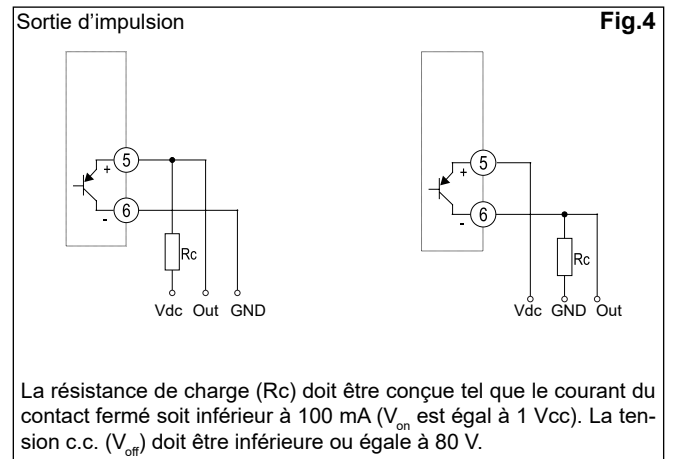 Sortie d’impulsion Fig.4
5 5
+ +
6 6
- -
Rc Rc
Vdc Out GND Vdc GND Out
La résistance de charge (Rc) doit être conçue tel que le courant du
contact fermé soit inférieur à 100 mA (Von est égal à 1 Vcc). La ten-
sion c.c. (Voff) doit être inférieure ou égale à 80 V.